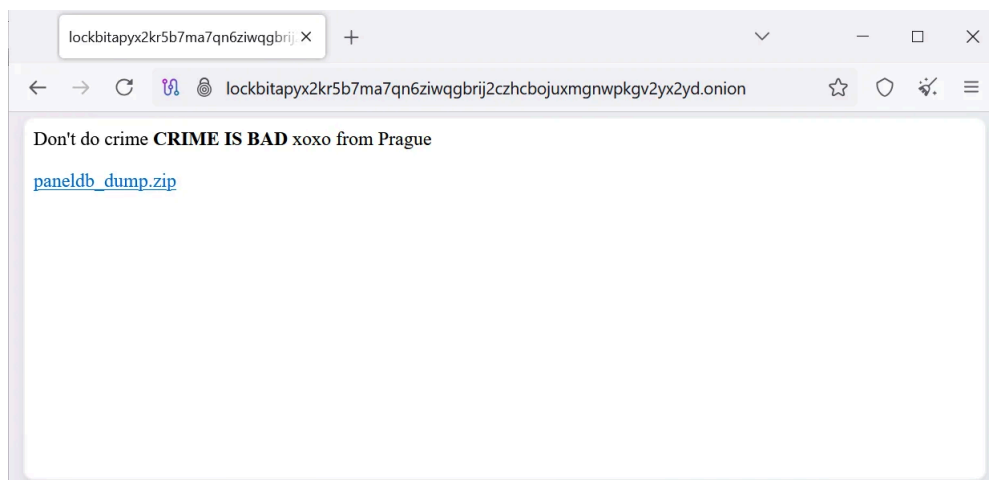 lockbitapyx2kr5b7ma7qn6ziwqgbrij
lockbitapyx2kr5b7ma7qn6ziwqgbrij2czhcbojuxmgnwpkgv2yx2yd.onion
Don't do crime CRIME IS BAD xoxo from Prague
paneldb_dump.zip